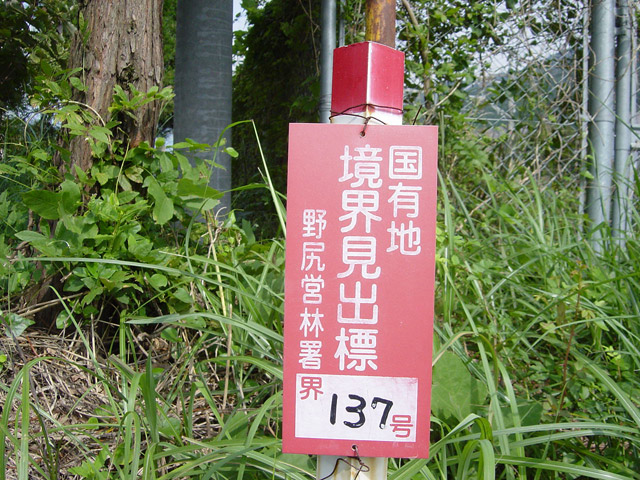 国有地
境界見出標
野尻営林署
界
137号